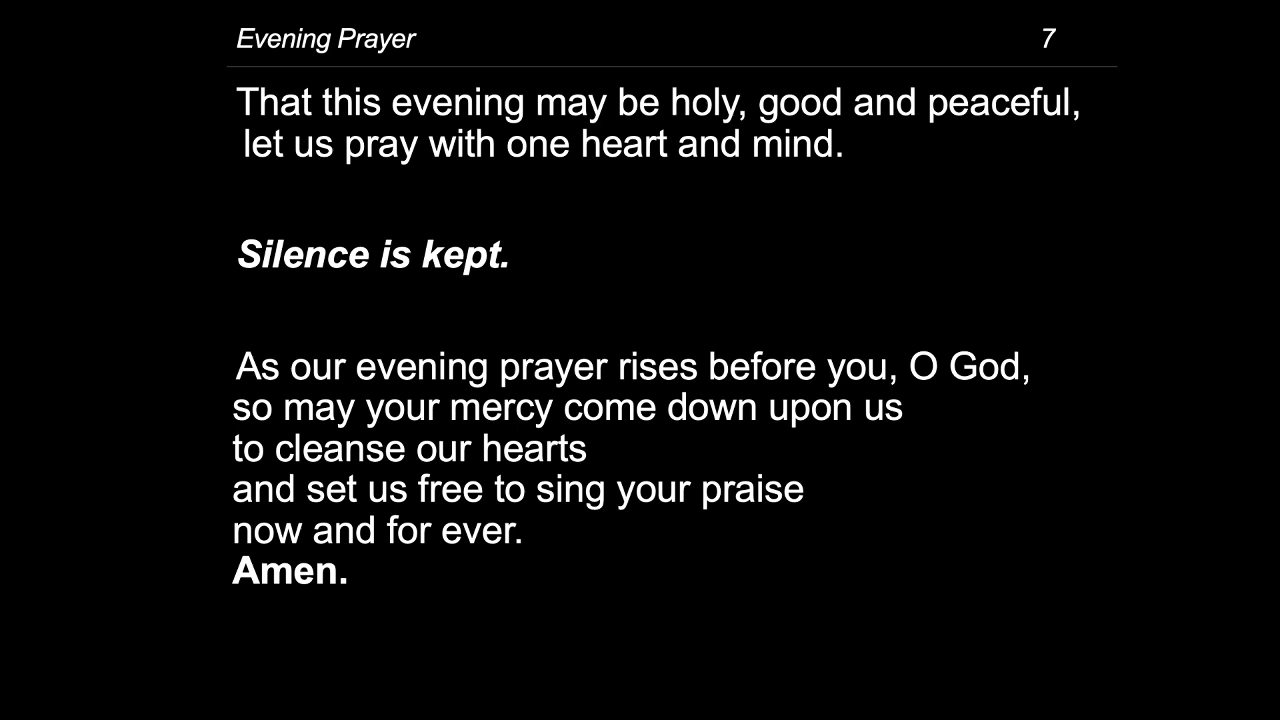 Evening Prayer 7
That this evening may be holy, good and peaceful,
let us pray with one heart and mind.
Silence is kept.
As our evening prayer rises before you, O God,
so may your mercy come down upon us
to cleanse our hearts
and set us free to sing your praise
now and for ever.
Amen.